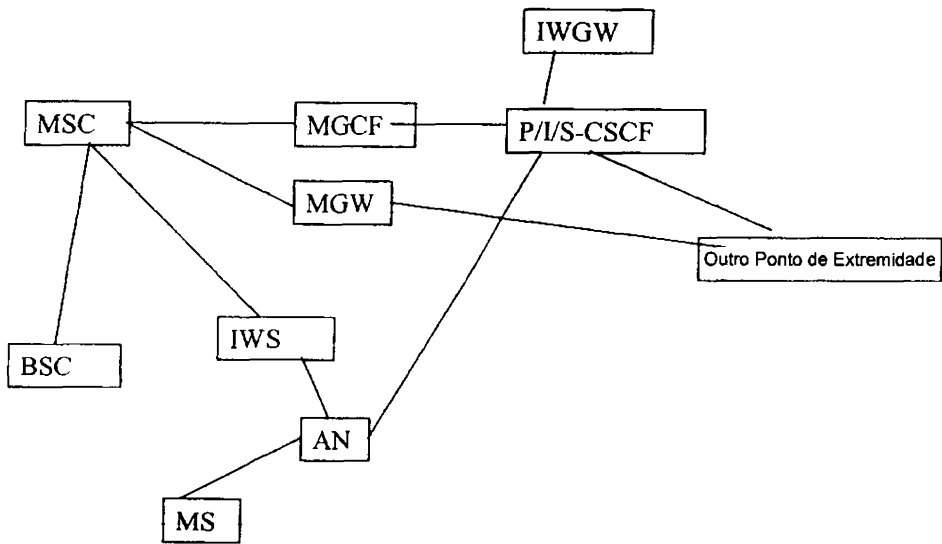 IWGW
MSC
MGCF
P/I/S-CSCF
MGW
Outro Ponto de Extremidade
IWS
BSC
AN
MS